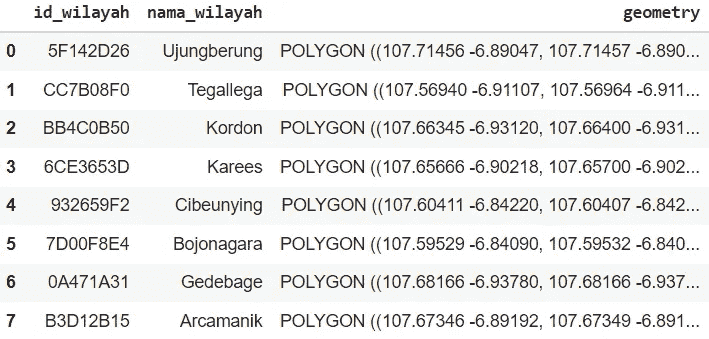 id_wilayah nama_wilayah geometry
0 5F142D26 Ujungberung POLYGON ((107.71456 -6.89047, 107.71457 -6.890...
1 CC7B08F0 Tegallega POLYGON ((107.56940 -6.91107, 107.56964 -6.911...
2 BB4C0B50 Kordon POLYGON ((107.66345 -6.93120, 107.66400 -6.931...
3 6CE3653D Karees POLYGON ((107.65666 -6.90218, 107.65700 -6.902...
4 932659F2 Cibeunying POLYGON ((107.60411 -6.84220, 107.60407 -6.842...
5 7D00F8E4 Bojonagara POLYGON ((107.59529 -6.84090, 107.59532 -6.840...
6 0A471A31 Gedebage POLYGON ((107.68166 -6.93780, 107.68166 -6.937...
7 B3D12B15 Arcamanik POLYGON ((107.67346 -6.89192, 107.67349 -6.891...